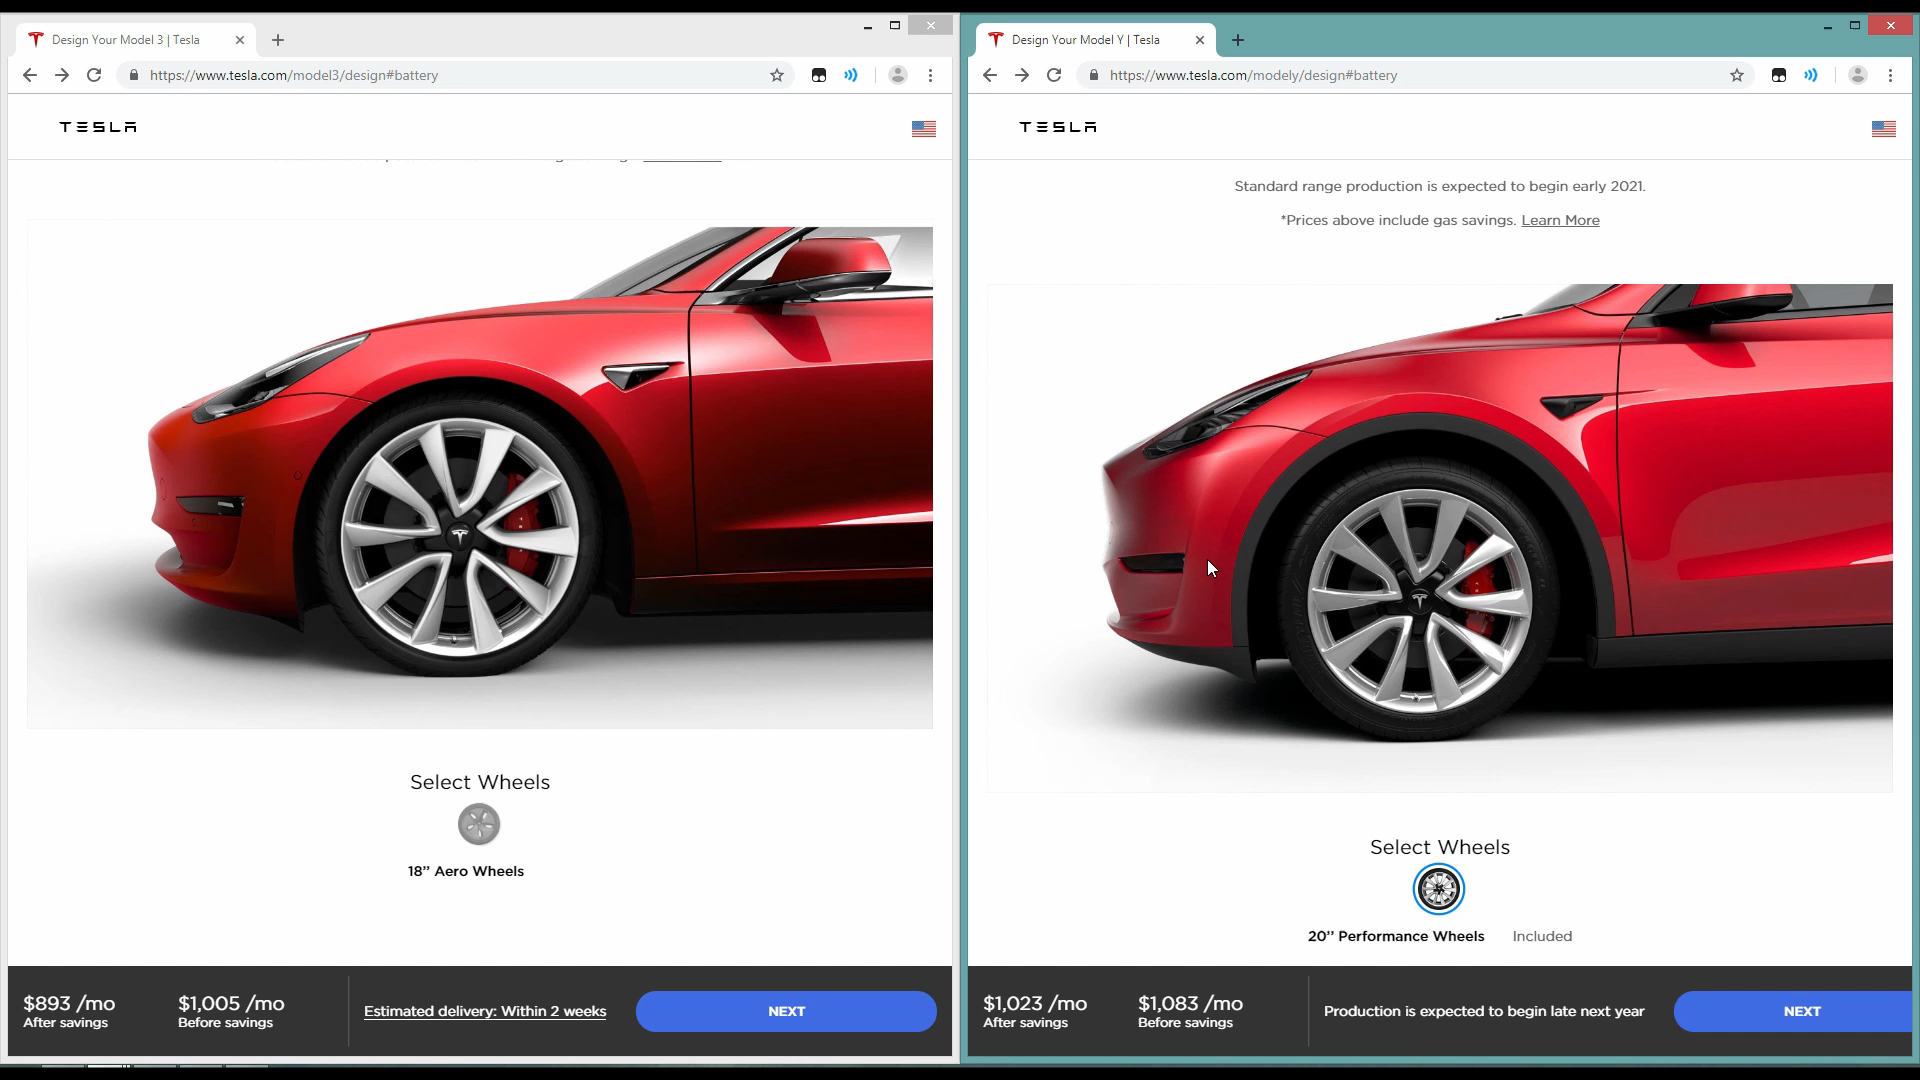 Design Your Model 3 | Tesla
https://www.tesla.com/model3/design#battery
TESLA
Select Wheels
18” Aero Wheels
$893 /mo
After savings
$1,005 /mo
Before savings
Estimated delivery: Within 2 weeks
NEXT
Design Your Model Y | Tesla
https://www.tesla.com/modely/design#battery
TESLA
Standard range production is expected to begin early 2021.
*Prices above include gas savings. Learn More
Select Wheels
20” Performance Wheels Included
$1,023 /mo
After savings
$1,083 /mo
Before savings
Production is expected to begin late next year
NEXT